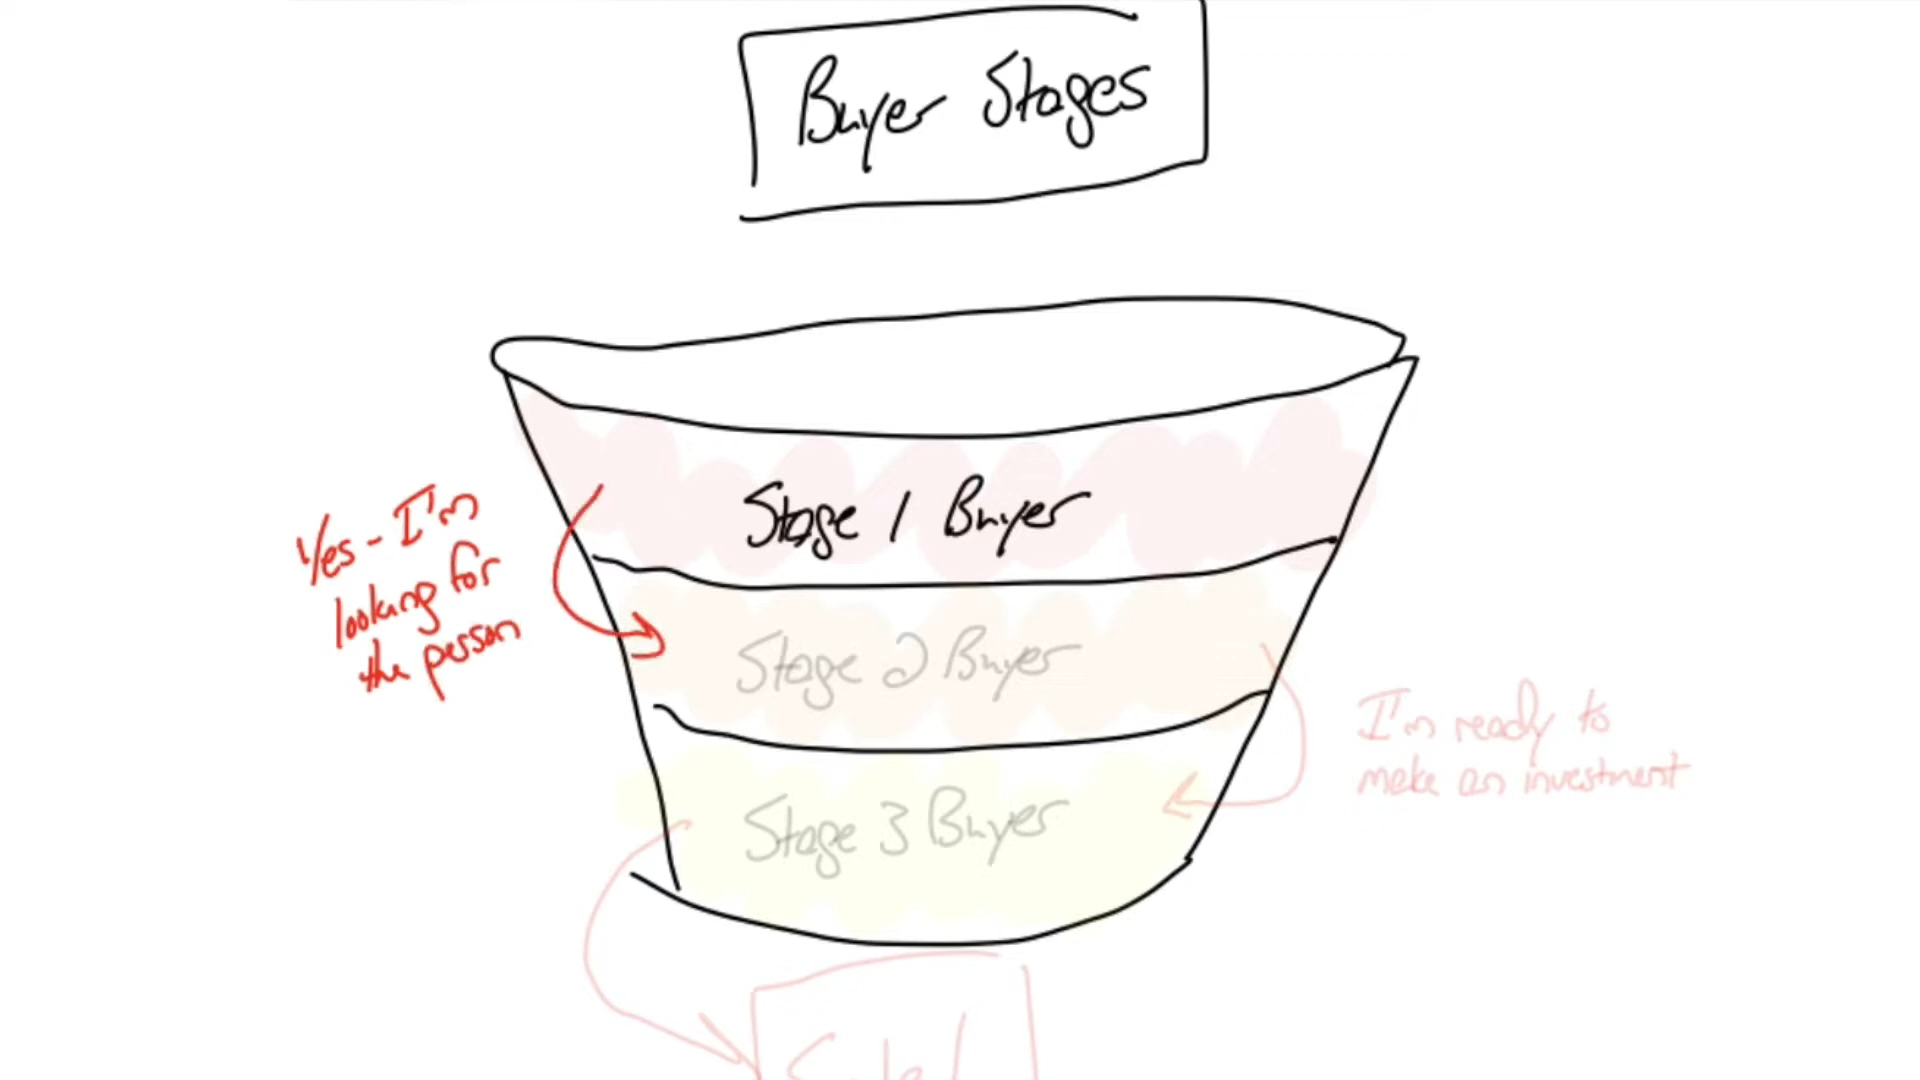 Buyer Stages
Stage 1 Buyer
Yes - I'm
looking for
the person
Stage 2 Buyer
I'm ready to
make an investment
Stage 3 Buyer